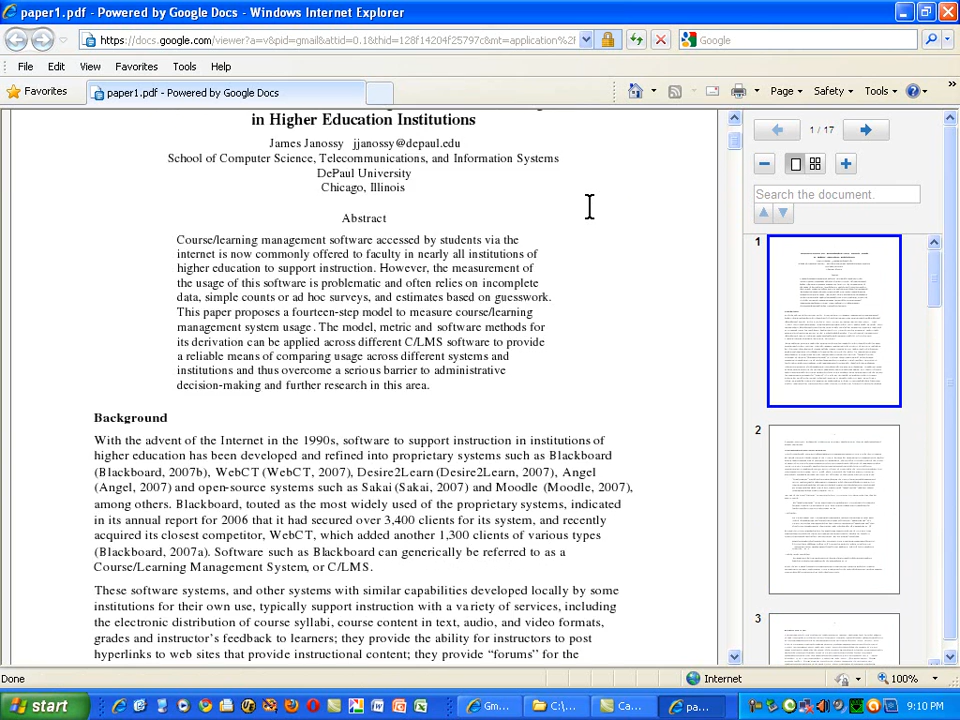 paper1.pdf - Powered by Google Docs - Windows Internet Explorer
https://docs.google.com/viewer?a=v&pid=gmail&attid=0.1&thid=128f14204f25797c&mt=application%2
Google
File Edit View Favorites Tools Help
Favorites
paper1.pdf - Powered by Google Docs
Page Safety Tools
in Higher Education Institutions
James Janossy jjanossy@depaul.edu
School of Computer Science, Telecommunications, and Information Systems
DePaul University
Chicago, Illinois
Abstract
Course/learning management software accessed by students via the
internet is now commonly offered to faculty in nearly all institutions of
higher education to support instruction. However, the measurement of
the usage of this software is problematic and often relies on incomplete
data, simple counts or ad hoc surveys, and estimates based on guesswork.
This paper proposes a fourteen-step model to measure course/learning
management system usage. The model, metric and software methods for
its derivation can be applied across different C/LMS software to provide
a reliable means of comparing usage across different systems and
institutions and thus overcome a serious barrier to administrative
decision-making and further research in this area.
Background
With the advent of the Internet in the 1990s, software to support instruction in institutions of
higher education has been developed and refined into proprietary systems such as Blackboard
(Blackboard, 2007b), WebCT (WebCT, 2007), Desire2Learn (Desire2Learn, 2007), Angel
(Angel, 2007) and open-source systems such as Sakai (Sakai, 2007) and Moodle (Moodle, 2007),
among others. Blackboard, touted as the most widely used of the proprietary systems, indicated
in its annual report for 2006 that it had secured over 3,400 clients for its system, and recently
acquired its closest competitor, WebCT, which added another 1,300 clients of various types
(Blackboard, 2007a). Software such as Blackboard can generically be referred to as a
Course/Learning Management System, or C/LMS.
These software systems, and other systems with similar capabilities developed locally by some
institutions for their own use, typically support instruction with a variety of services, including
the electronic distribution of course syllabi, course content in text, audio, and video formats,
grades and instructor's feedback to learners; they provide the ability for instructors to post
hyperlinks to web sites that provide instructional content; they provide “forums” for the
1 / 17
Search the document.
1
2
3
Done
Internet
100%
start
Gm...
C:\...
Ca...
pa...
9:10 PM